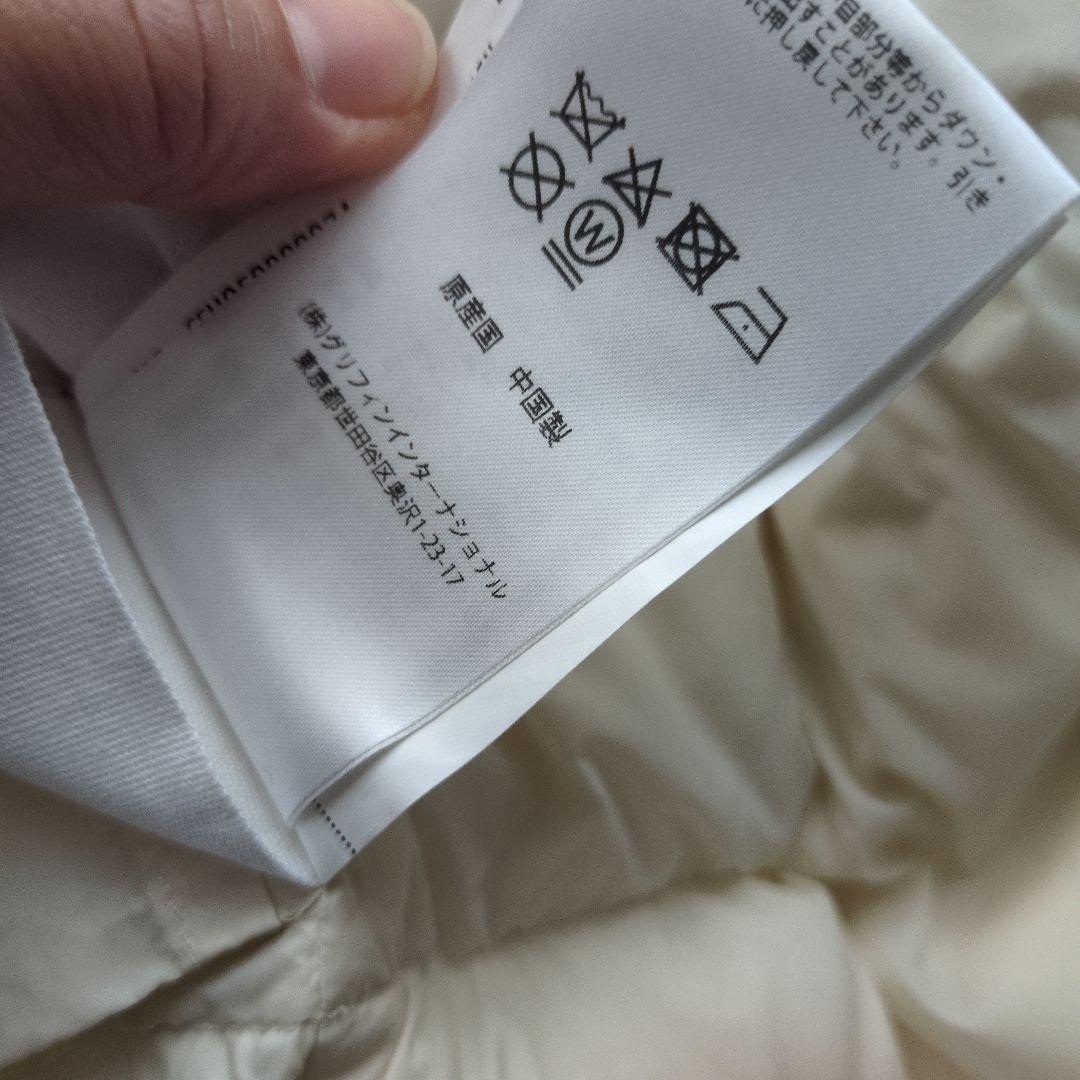 目部分等からダウン・
出すことがあります。引き
に押し戻して下さい。
W
原産国 中国製
(株)グリフィンインターナショナル
東京都世田谷区奥沢1-23-17